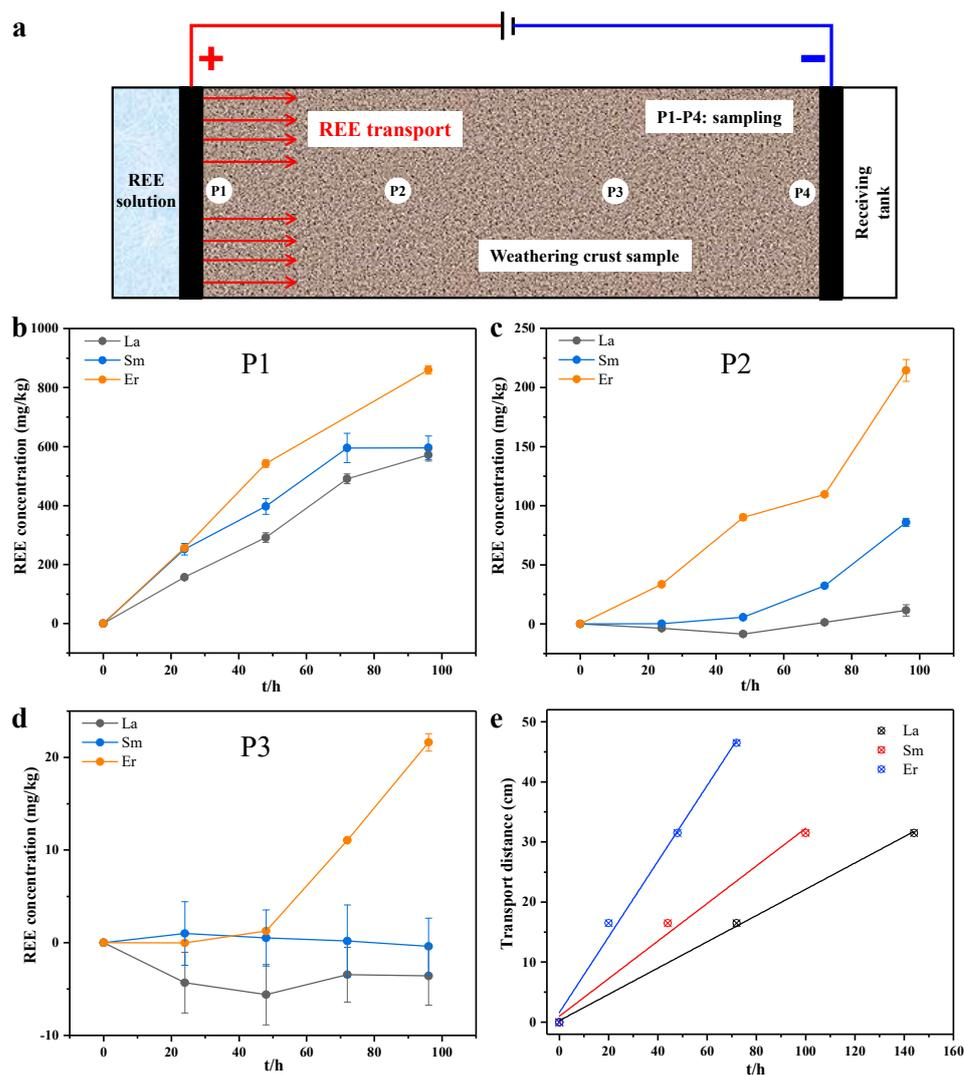 a
+
−
REE transport
P1-P4: sampling
REE
solution
P1
P2
P3
P4
Receiving
tank
Weathering crust sample
b
P1
La
Sm
Er
REE concentration (mg/kg)
1000
800
600
400
200
0
0
20
40
60
80
100
t/h
c
P2
La
Sm
Er
REE concentration (mg/kg)
250
200
150
100
50
0
0
20
40
60
80
100
t/h
d
P3
La
Sm
Er
REE concentration (mg/kg)
20
10
0
-10
0
20
40
60
80
100
t/h
e
La
Sm
Er
Transport distance (cm)
50
40
30
20
10
0
0
20
40
60
80
100
120
140
160
t/h